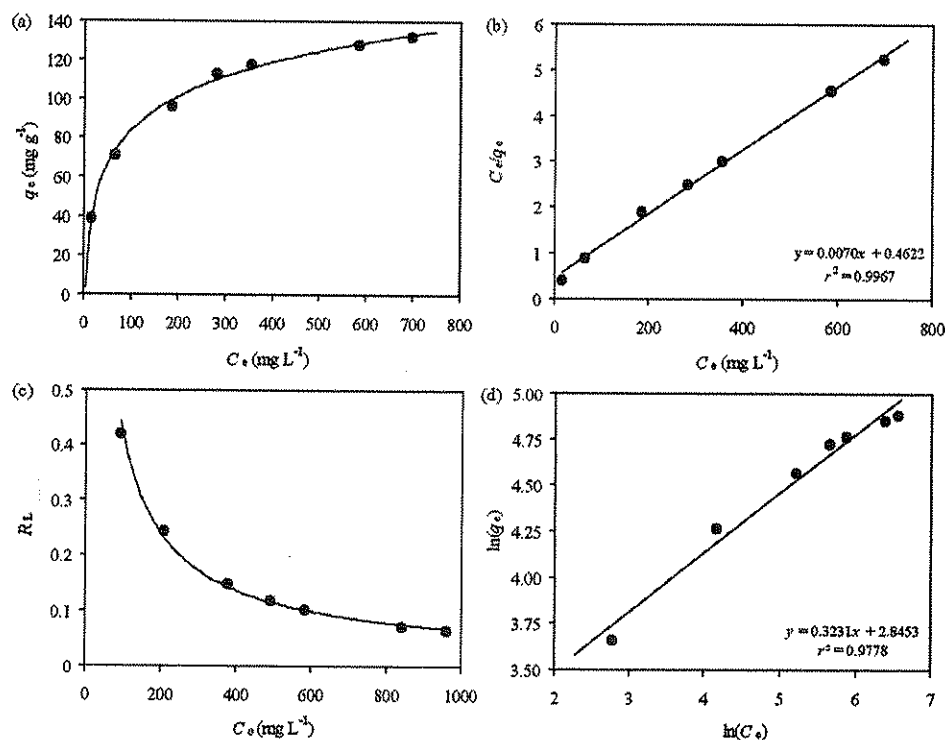 (a)
140
120
100
80
60
40
20
0
qe (mg g-1)
0 100 200 300 400 500 600 700 800
Ce (mg L-1)
(b)
6
5
4
3
2
1
0
Ce/qe
y = 0.0070x + 0.4622
r2 = 0.9967
0 200 400 600 800
Ce (mg L-1)
(c)
0.5
0.4
0.3
0.2
0.1
0
RL
0 200 400 600 800 1000
C0 (mg L-1)
(d)
5.00
4.75
4.50
4.25
4.00
3.75
3.50
ln(qe)
y = 0.3231x + 2.8453
r2 = 0.9778
2 3 4 5 6 7
ln(Ce)